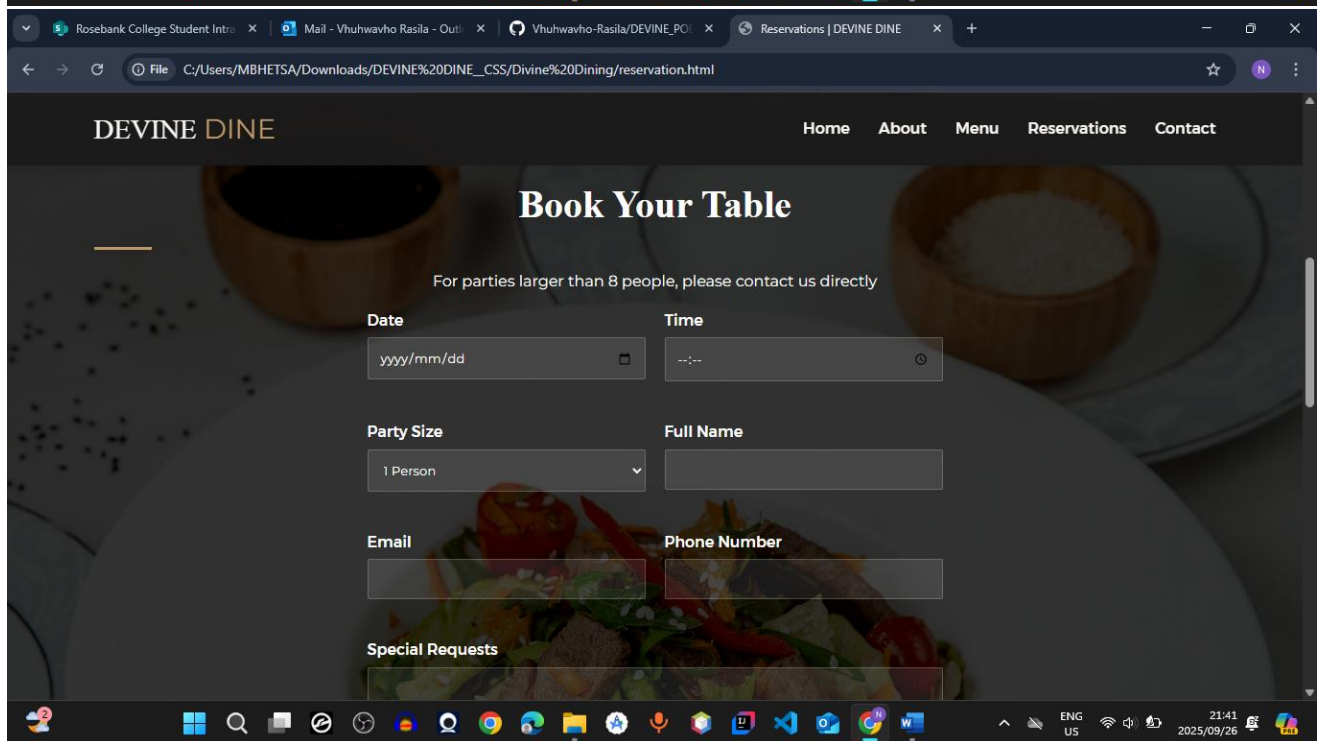 Rosebank College Student Intra
Mail - Vhuhwavho Rasila - Outl
Vhuhwavho-Rasila/DEVINE_POI
Reservations | DEVINE DINE
File C:/Users/MBHETSA/Downloads/DEVINE%20DINE__CSS/Divine%20Dining/reservation.html
N
DEVINE DINE
Home About Menu Reservations Contact
Book Your Table
For parties larger than 8 people, please contact us directly
Date Time
yyyy/mm/dd --:--
Party Size Full Name
1 Person
Email Phone Number
Special Requests
2
ENG
US
21:41
2025/09/26
PRE